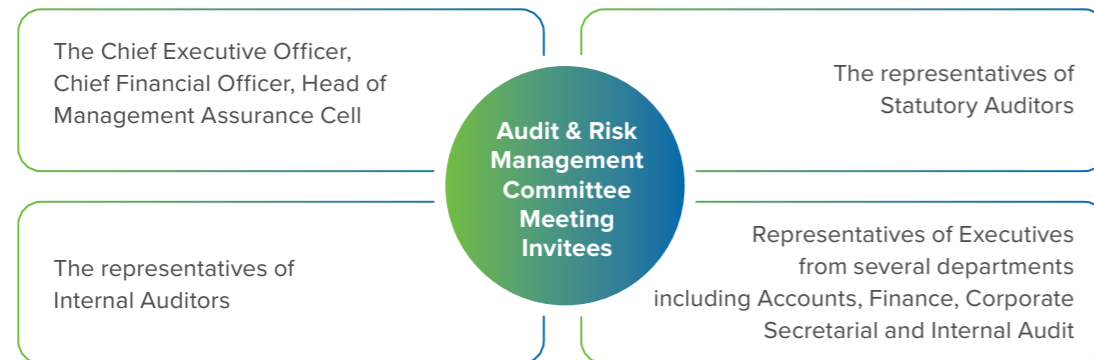 The Chief Executive Officer,
Chief Financial Officer, Head of
Management Assurance Cell
The representatives of
Statutory Auditors
Audit & Risk
Management
Committee
Meeting
Invitees
The representatives of
Internal Auditors
Representatives of Executives
from several departments
including Accounts, Finance, Corporate
Secretarial and Internal Audit